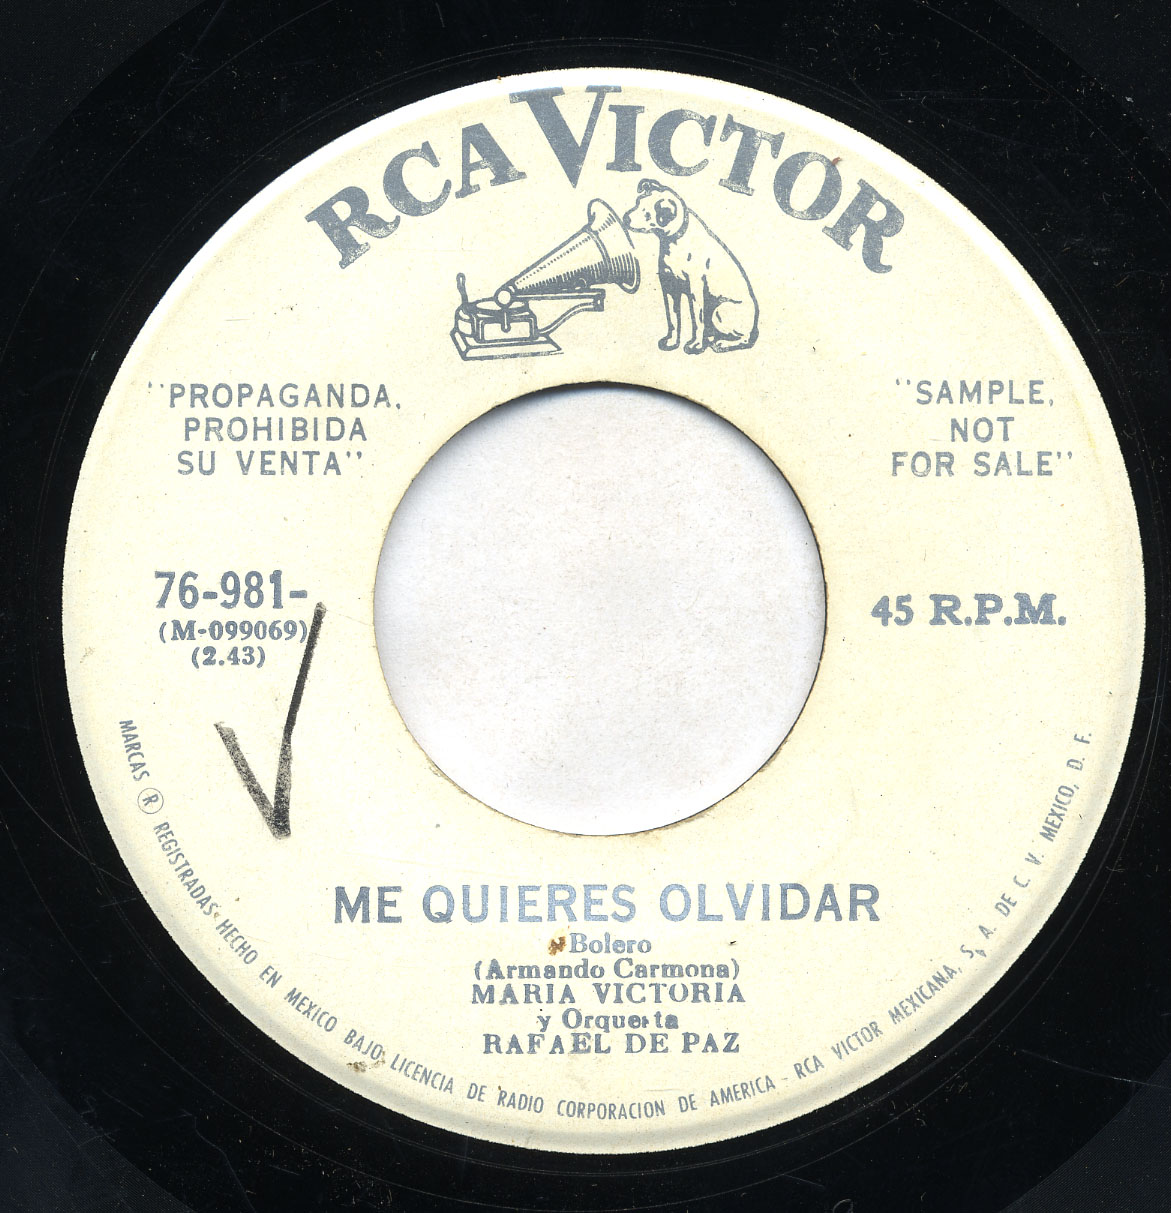 RCA VICTOR
"PROPAGANDA,
PROHIBIDA
SU VENTA"
"SAMPLE,
NOT
FOR SALE"
76-981-
(M-099069)
(2.43)
45 R.P.M.
ME QUIERES OLVIDAR
Bolero
(Armando Carmona)
MARIA VICTORIA
y Orquesta
RAFAEL DE PAZ
MARCAS ® REGISTRADAS HECHO EN MEXICO BAJO LICENCIA DE RADIO CORPORACION DE AMERICA - RCA VICTOR MEXICANA, S. A. DE C. V. MEXICO, D. F.